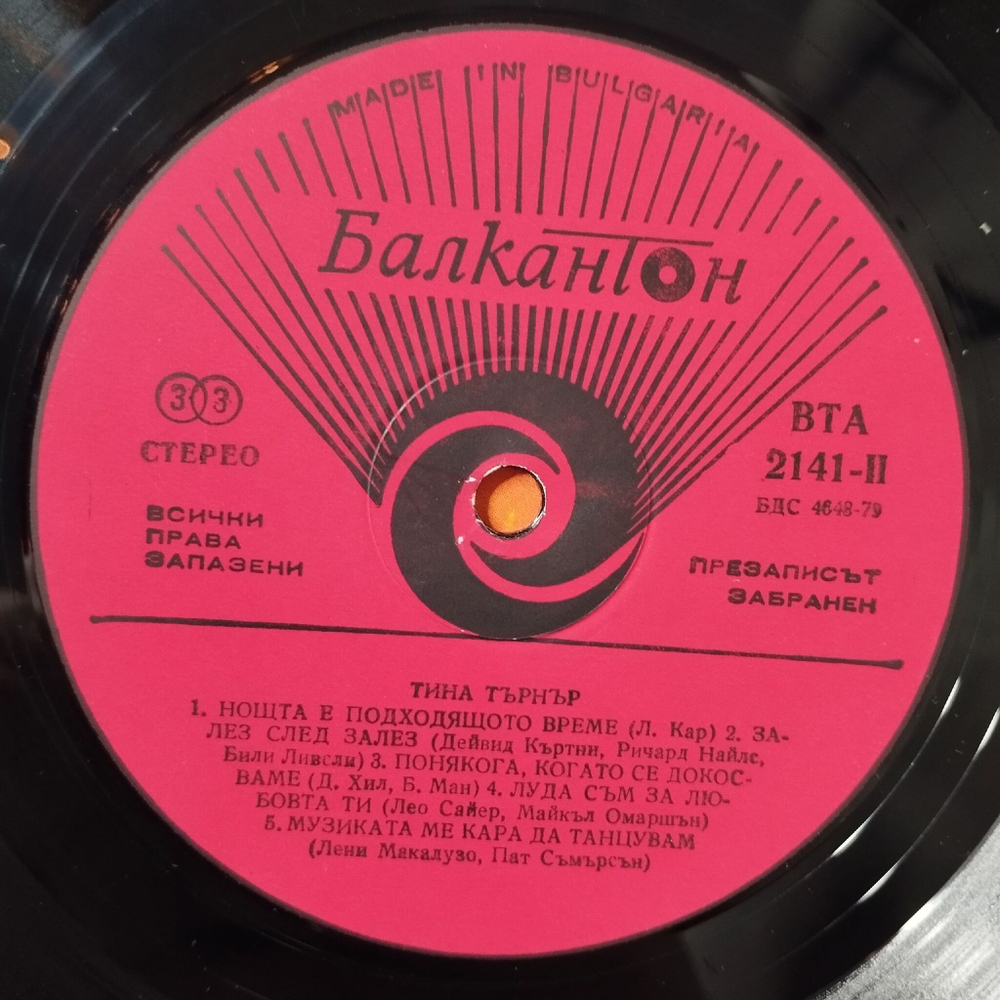 MADE IN BULGARIA
Балкантон
33
СТЕРЕО
ВСИЧКИ
ПРАВА
ЗАПАЗЕНИ
ВТА
2141-II
БДС 4648-79
ПРЕЗАПИСЪТ
ЗАБРАНЕН
ТИНА ТЪРНЪР
1. НОЩТА Е ПОДХОДЯЩОТО ВРЕМЕ (Л. Кар) 2. ЗА-
ЛЕЗ СЛЕД ЗАЛЕЗ (Дейвид Къртни, Ричард Найлс,
Били Ливсли) 3. ПОНЯКОГА, КОГАТО СЕ ДОКОС-
ВАМЕ (Д. Хил, Б. Ман) 4. ЛУДА СЪМ ЗА ЛЮ-
БОВТА ТИ (Лео Сайер, Майкъл Омаршън)
5. МУЗИКАТА МЕ КАРА ДА ТАНЦУВАМ
(Лени Макалузо, Пат Съмърсън)